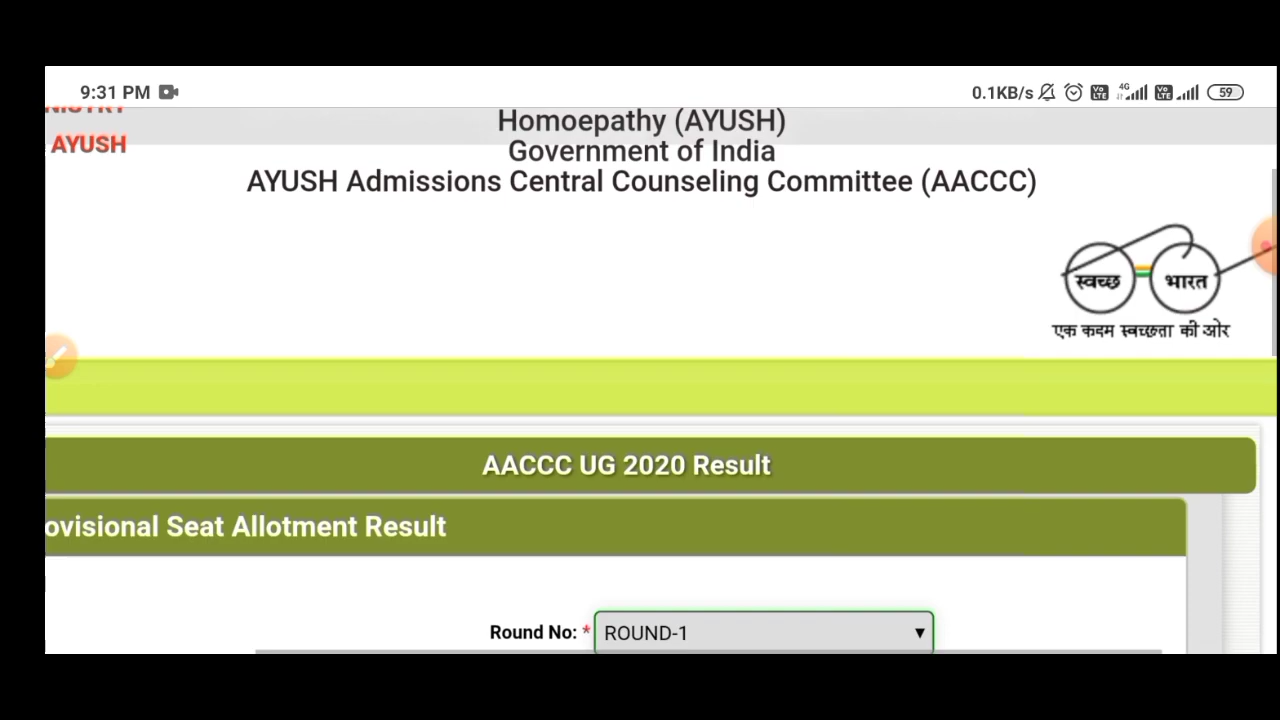 9:31 PM
0.1KB/s
4G
59
AYUSH
Homoepathy (AYUSH)
Government of India
AYUSH Admissions Central Counseling Committee (AACCC)
स्वच्छ भारत
एक कदम स्वच्छता की ओर
AACCC UG 2020 Result
ovisional Seat Allotment Result
Round No: * ROUND-1